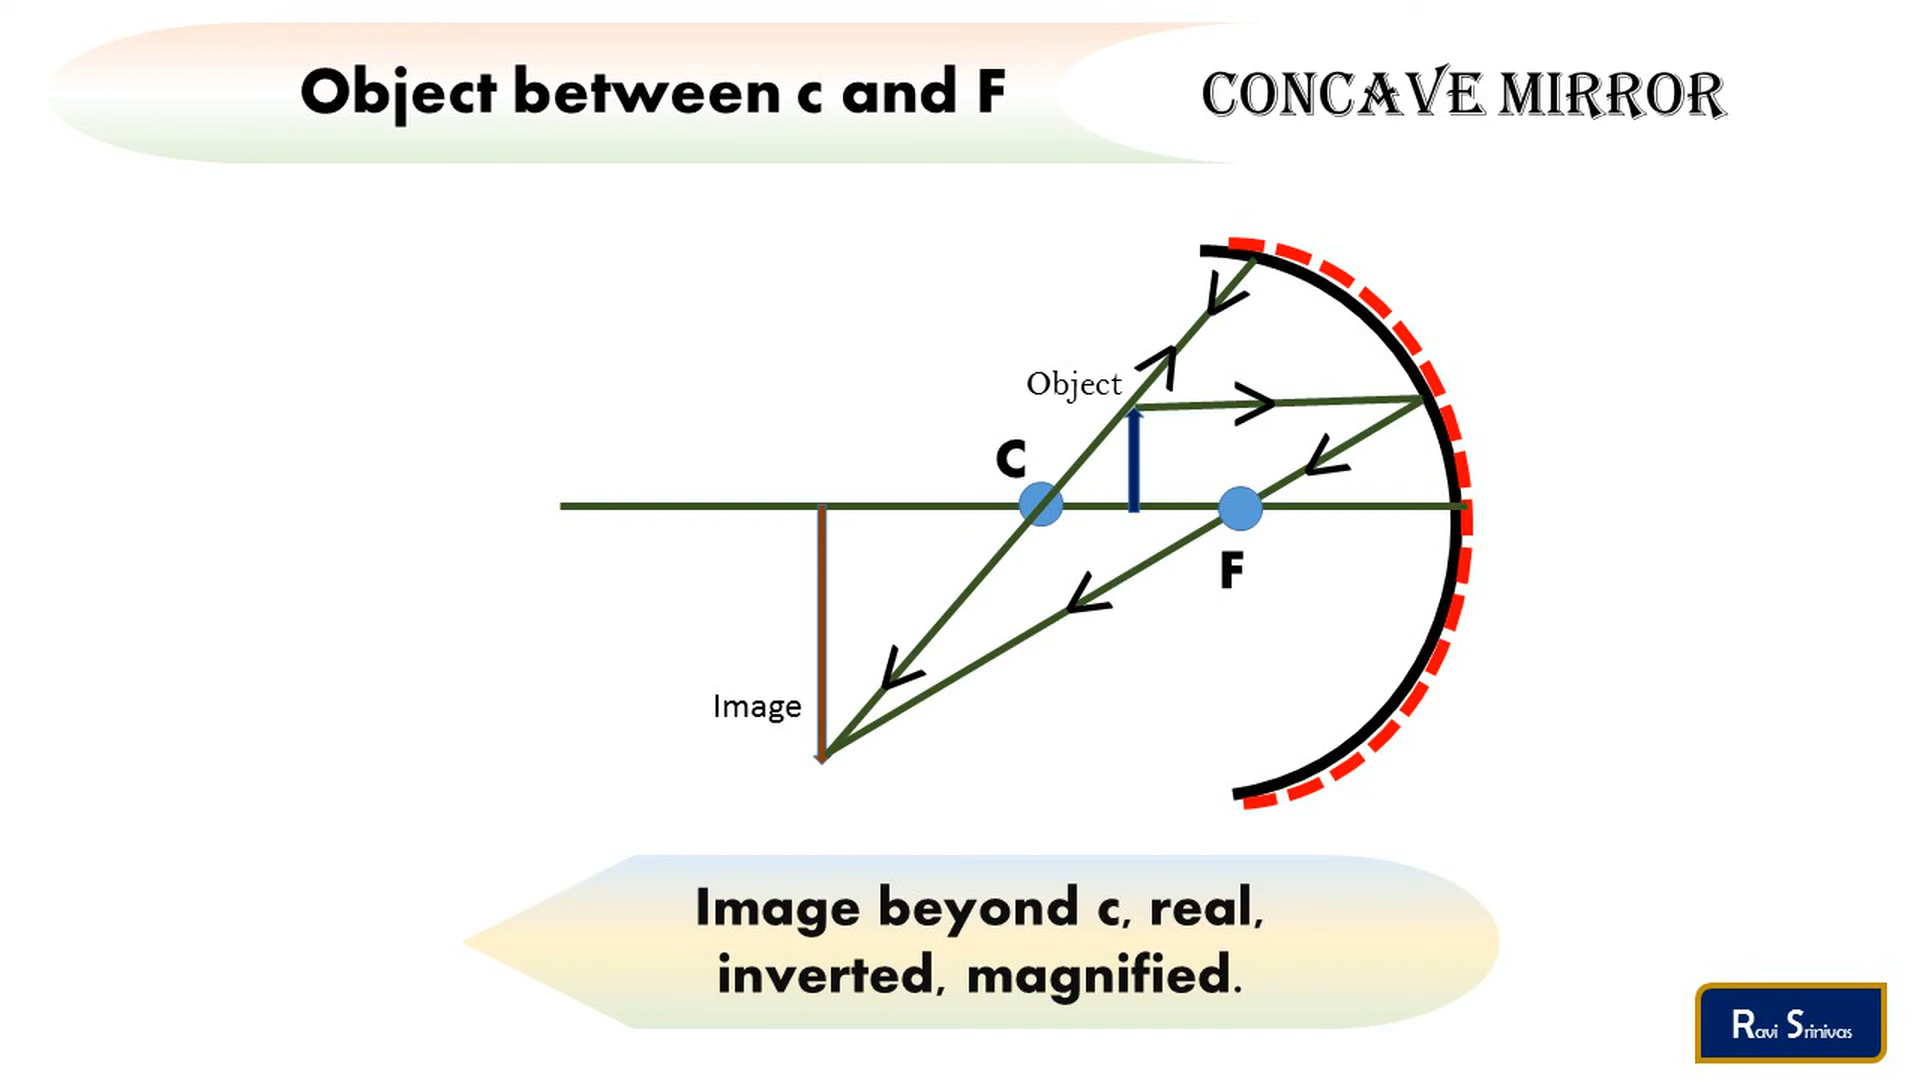 Object between c and F
CONCAVE MIRROR
Object
C
F
Image
Image beyond c, real,
inverted, magnified.
Ravi Srinivas